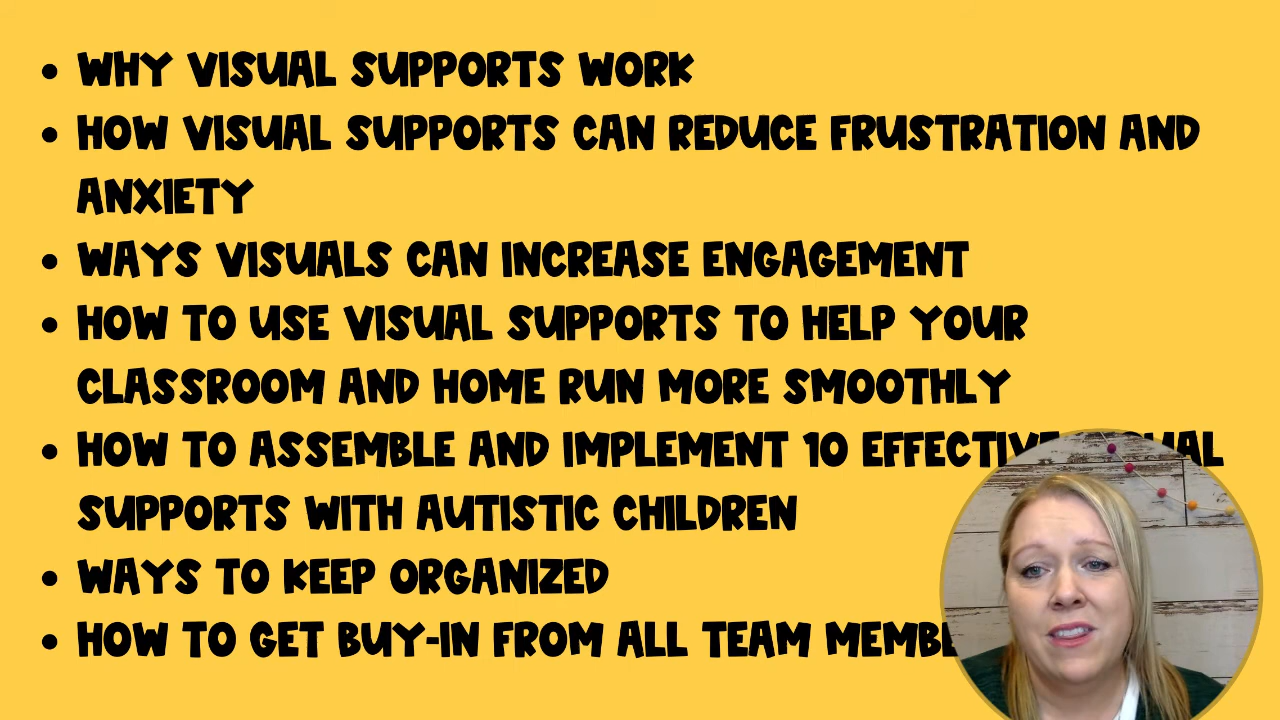 • WHY VISUAL SUPPORTS WORK
• HOW VISUAL SUPPORTS CAN REDUCE FRUSTRATION AND
ANXIETY
• WAYS VISUALS CAN INCREASE ENGAGEMENT
• HOW TO USE VISUAL SUPPORTS TO HELP YOUR
CLASSROOM AND HOME RUN MORE SMOOTHLY
• HOW TO ASSEMBLE AND IMPLEMENT 10
SUPPORTS WITH AUTISTIC CHILDREN
• WAYS TO KEEP ORGANIZED
• HOW TO GET BUY-IN FROM ALL TEAM